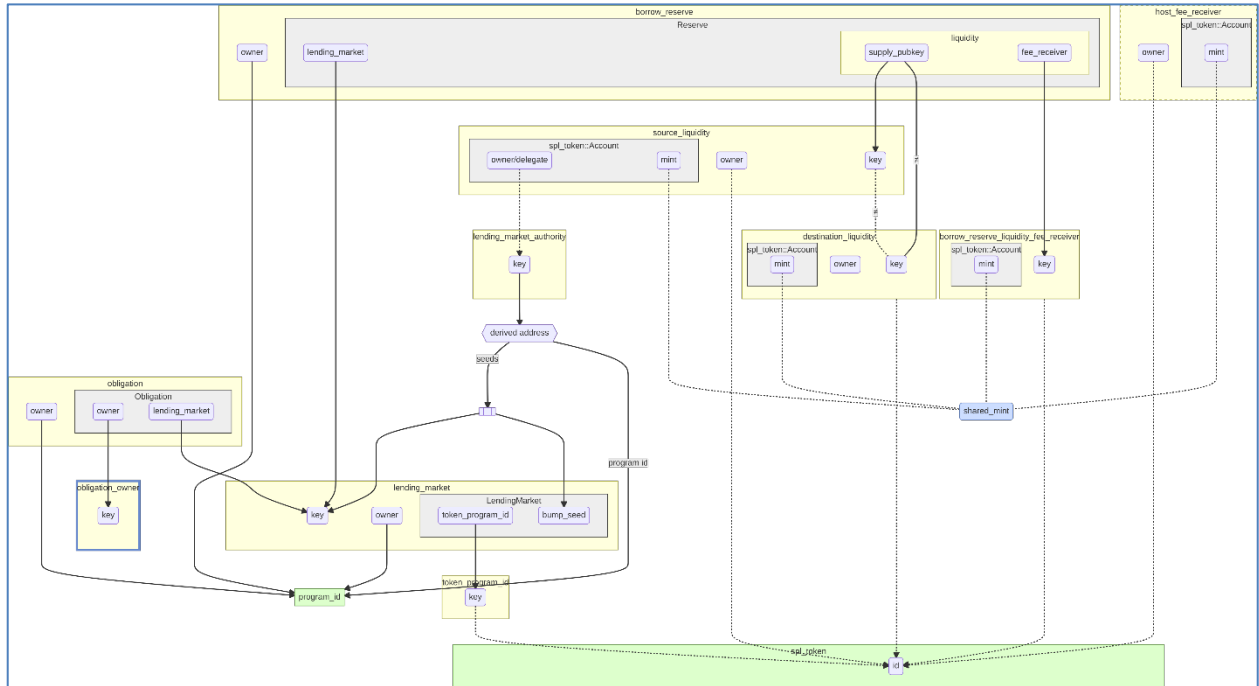 borrow_reserve
host_fee_receiver
Reserve
spl_token::Account
liquidity
owner
lending_market
supply_pubkey
fee_receiver
owner
mint
source_liquidity
spl_token::Account
owner/delegate
mint
owner
key
≠
≠
lending_market_authority
destination_liquidity
borrow_reserve_liquidity_fee_receiver
spl_token::Account
spl_token::Account
key
mint
owner
key
mint
key
derived address
seeds
obligation
Obligation
owner
owner
lending_market
[ ]
shared_mint
program id
obligation_owner
lending_market
LendingMarket
key
key
owner
token_program_id
bump_seed
token_program_id
program_id
key
spl_token
id